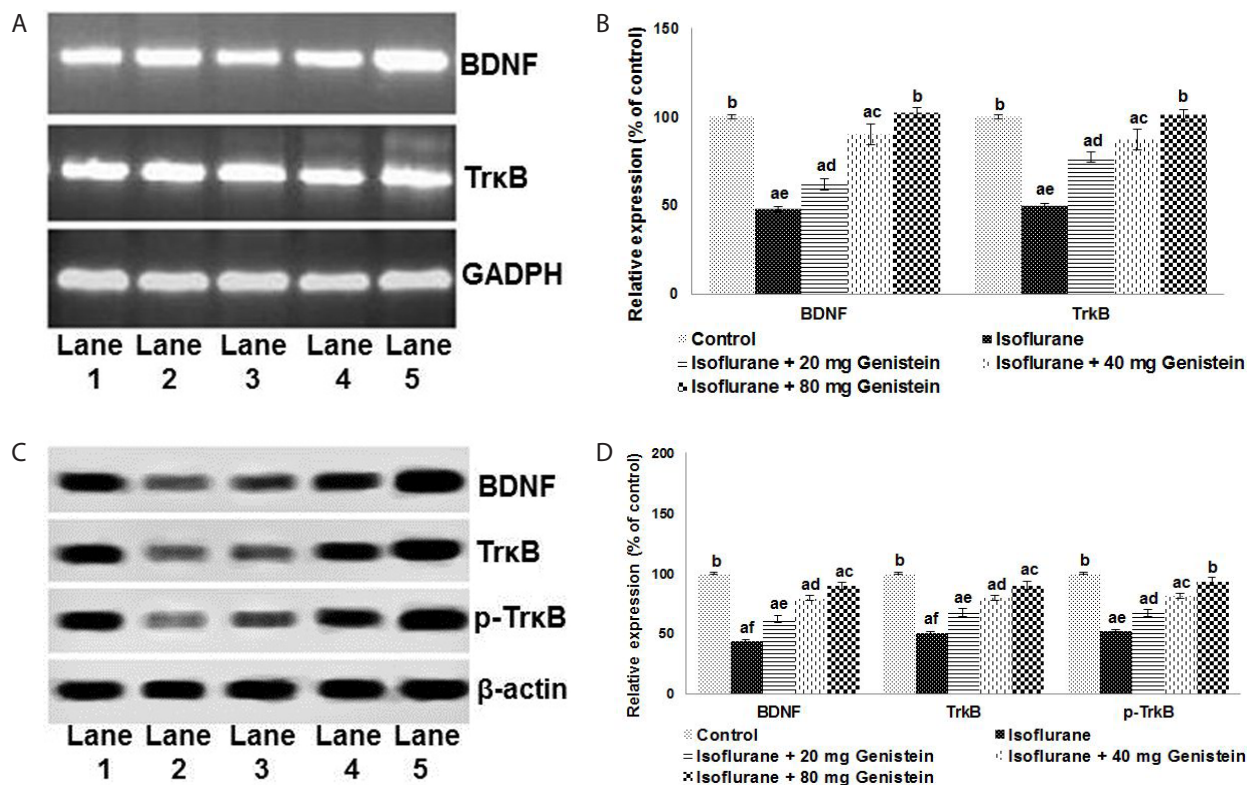 A
BDNF
TrκB
GADPH
Lane Lane Lane Lane Lane
1 2 3 4 5
B
Relative expression (% of control)
150
100
50
0
b ae ad ac b
b ae ad ac b
BDNF TrkB
Control Isoflurane
Isoflurane + 20 mg Genistein Isoflurane + 40 mg Genistein
Isoflurane + 80 mg Genistein
C
BDNF
TrκB
p-TrκB
β-actin
Lane Lane Lane Lane Lane
1 2 3 4 5
D
Relative expression (% of control)
200
150
100
50
0
b af ae ad ac
b af ae ad ac
b ae ad ac b
BDNF TrkB p-TrkB
Control Isoflurane
Isoflurane + 20 mg Genistein Isoflurane + 40 mg Genistein
Isoflurane + 80 mg Genistein